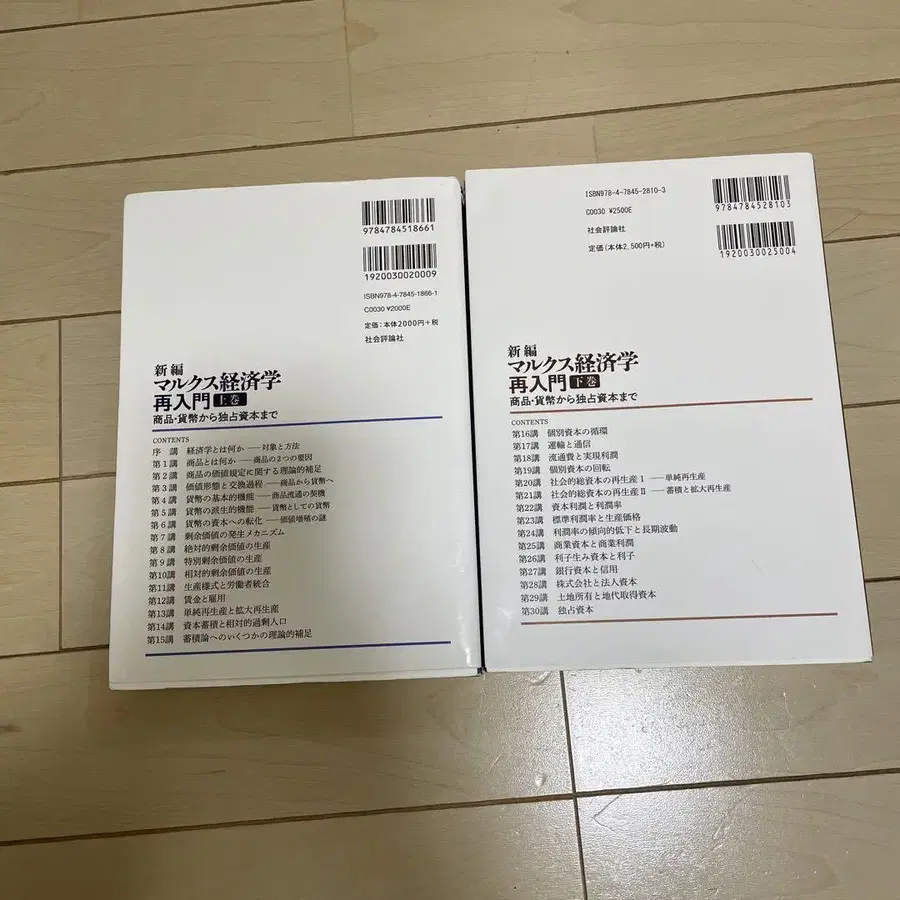 9784784518661
1920030020009
ISBN978-4-7845-1866-1
C0030 ¥2000E
定価：本体2000円＋税
社会評論社
新編
マルクス経済学
再入門 上巻
商品・貨幣から独占資本まで
CONTENTS
序　講　経済学とは何か――対象と方法
第１講　商品とは何か――商品の2つの要因
第２講　商品の価値規定に関する理論的補足
第３講　価値形態と交換過程――商品から貨幣へ
第４講　貨幣の基本的機能――商品流通の契機
第５講　貨幣の派生的機能――貨幣としての貨幣
第６講　貨幣の資本への転化――価値増殖の謎
第７講　剰余価値の発生メカニズム
第８講　絶対的剰余価値の生産
第９講　特別剰余価値の生産
第10講　相対的剰余価値の生産
第11講　生産様式と労働者統合
第12講　賃金と雇用
第13講　単純再生産と拡大再生産
第14講　資本蓄積と相対的過剰人口
第15講　蓄積論へのいくつかの理論的補足
ISBN978-4-7845-2810-3
C0030 ¥2500E
社会評論社
定価（本体2,500円+税）
9784784528103
1920030025004
新編
マルクス経済学
再入門 下巻
商品・貨幣から独占資本まで
CONTENTS
第16講　個別資本の循環
第17講　運輸と通信
第18講　流通費と実現利潤
第19講　個別資本の回転
第20講　社会的総資本の再生産Ⅰ――単純再生産
第21講　社会的総資本の再生産Ⅱ――蓄積と拡大再生産
第22講　資本利潤と利潤率
第23講　標準利潤率と生産価格
第24講　利潤率の傾向的低下と長期波動
第25講　商業資本と商業利潤
第26講　利子生み資本と利子
第27講　銀行資本と信用
第28講　株式会社と法人資本
第29講　土地所有と地代取得資本
第30講　独占資本